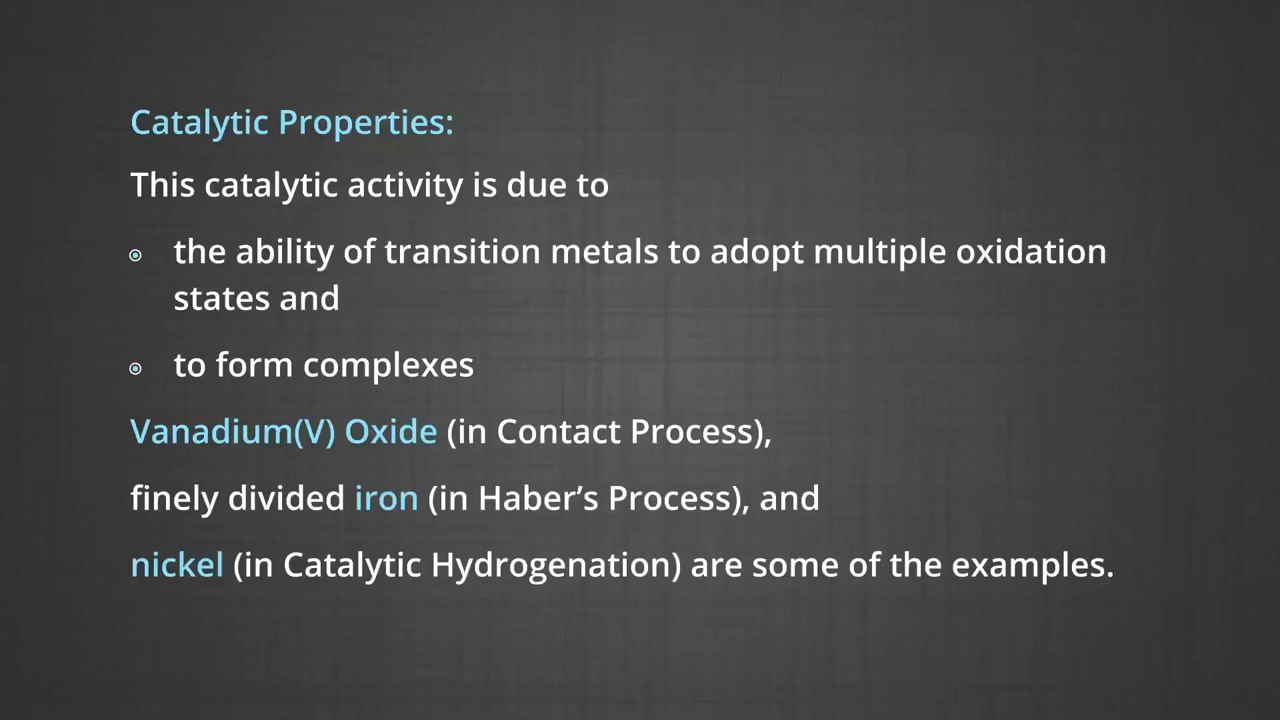 Catalytic Properties:
This catalytic activity is due to
the ability of transition metals to adopt multiple oxidation
states and
to form complexes
Vanadium(V) Oxide (in Contact Process),
finely divided iron (in Haber’s Process), and
nickel (in Catalytic Hydrogenation) are some of the examples.